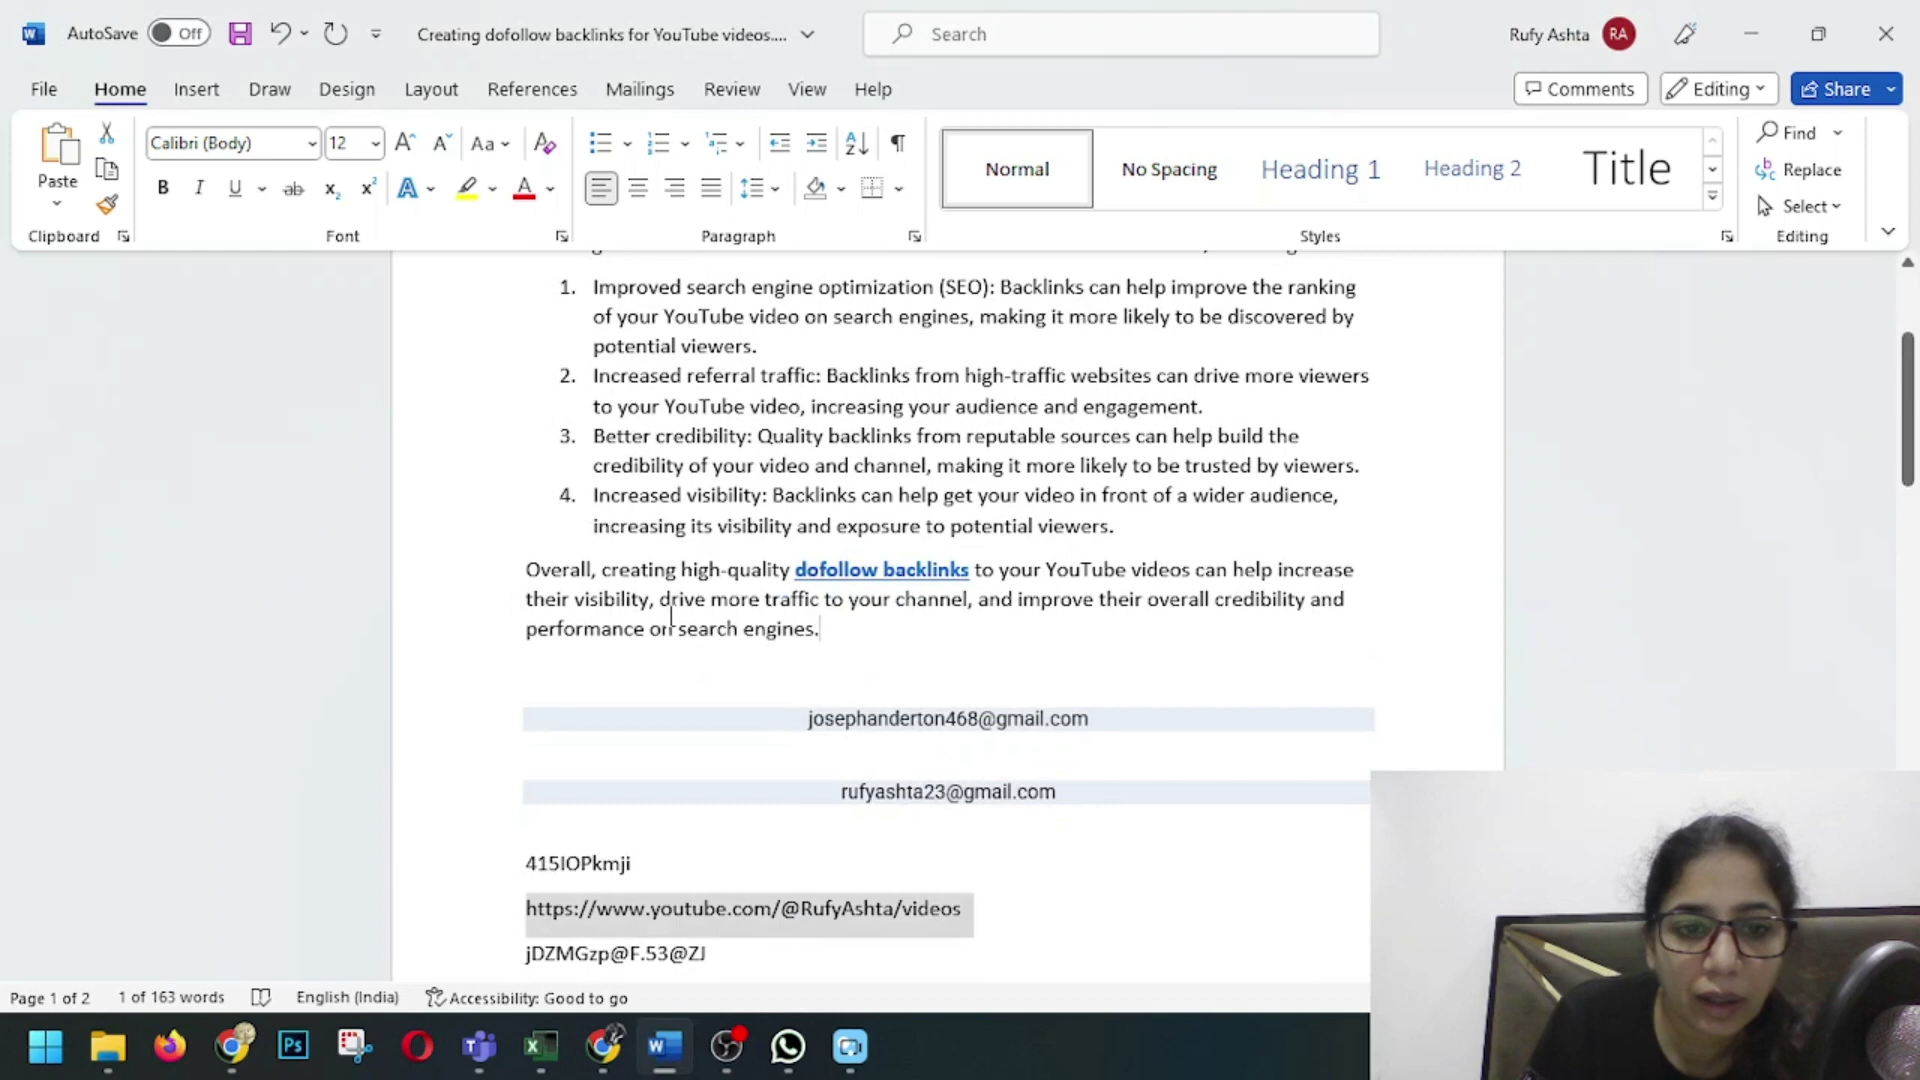 AutoSave Off Creating dofollow backlinks for YouTube videos.... Search Rufy Ashta RA
File Home Insert Draw Design Layout References Mailings Review View Help Comments Editing Share
Paste Calibri (Body) 12 Aa Normal No Spacing Heading 1 Heading 2 Title Find
Replace
B I U ab x₂ x² A A Select
Clipboard Font Paragraph Styles Editing
1. Improved search engine optimization (SEO): Backlinks can help improve the ranking
of your YouTube video on search engines, making it more likely to be discovered by
potential viewers.
2. Increased referral traffic: Backlinks from high-traffic websites can drive more viewers
to your YouTube video, increasing your audience and engagement.
3. Better credibility: Quality backlinks from reputable sources can help build the
credibility of your video and channel, making it more likely to be trusted by viewers.
4. Increased visibility: Backlinks can help get your video in front of a wider audience,
increasing its visibility and exposure to potential viewers.
Overall, creating high-quality dofollow backlinks to your YouTube videos can help increase
their visibility, drive more traffic to your channel, and improve their overall credibility and
performance on search engines.
josephanderton468@gmail.com
rufyashta23@gmail.com
415IOPkmji
https://www.youtube.com/@RufyAshta/videos
jDZMGzp@F.53@ZJ
Page 1 of 2 1 of 163 words English (India) Accessibility: Good to go